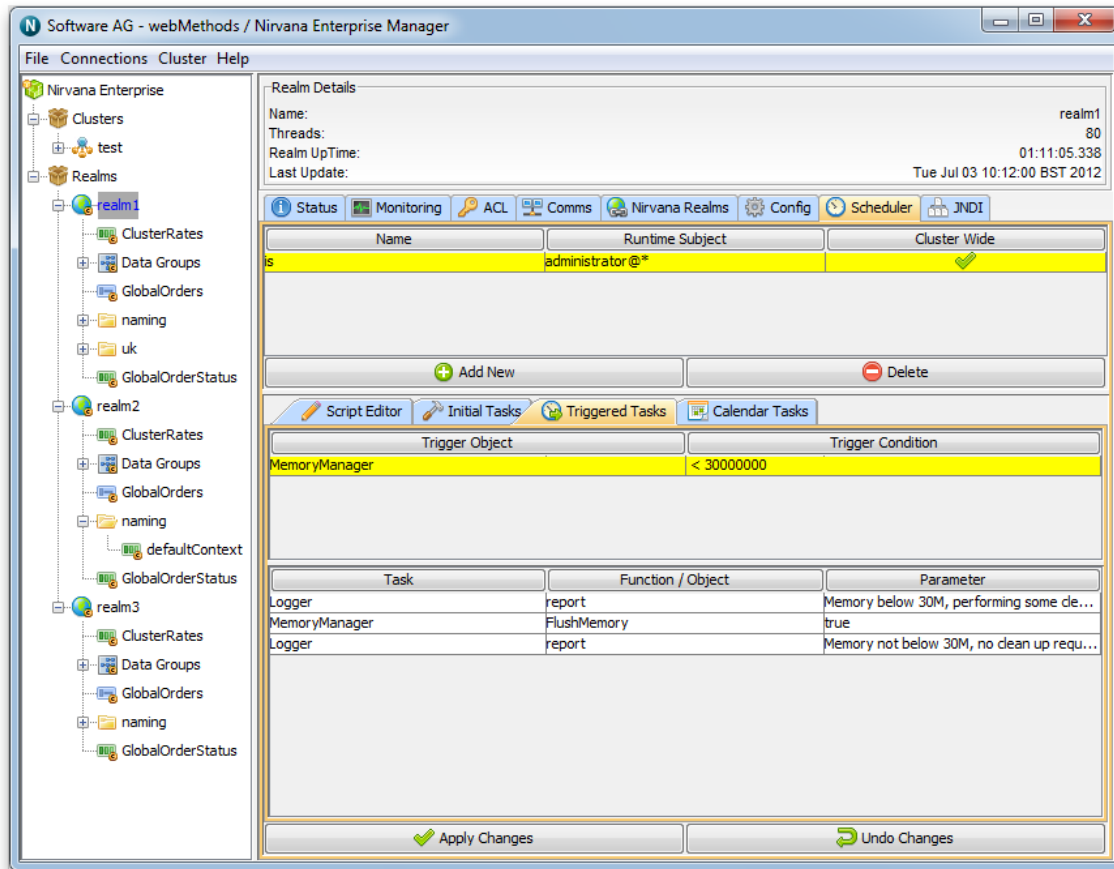 Software AG - webMethods / Nirvana Enterprise Manager
File Connections Cluster Help
Nirvana Enterprise
Clusters
test
Realms
realm1
ClusterRates
Data Groups
GlobalOrders
naming
uk
GlobalOrderStatus
realm2
ClusterRates
Data Groups
GlobalOrders
naming
defaultContext
GlobalOrderStatus
realm3
ClusterRates
Data Groups
GlobalOrders
naming
GlobalOrderStatus
Realm Details
Name: realm1
Threads: 80
Realm UpTime: 01:11:05.338
Last Update: Tue Jul 03 10:12:00 BST 2012
Status Monitoring ACL Comms Nirvana Realms Config Scheduler JNDI
Name Runtime Subject Cluster Wide
is administrator@*
Add New Delete
Script Editor Initial Tasks Triggered Tasks Calendar Tasks
Trigger Object Trigger Condition
MemoryManager < 30000000
Task Function / Object Parameter
Logger report Memory below 30M, performing some cle...
MemoryManager FlushMemory true
Logger report Memory not below 30M, no clean up requ...
Apply Changes Undo Changes